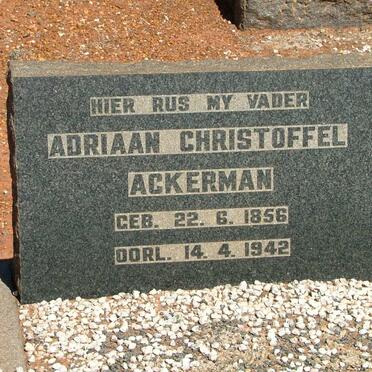 HIER RUS MY VADER
ADRIAAN CHRISTOFFEL
ACKERMAN
GEB. 22. 6. 1856
OORL. 14. 4. 1942